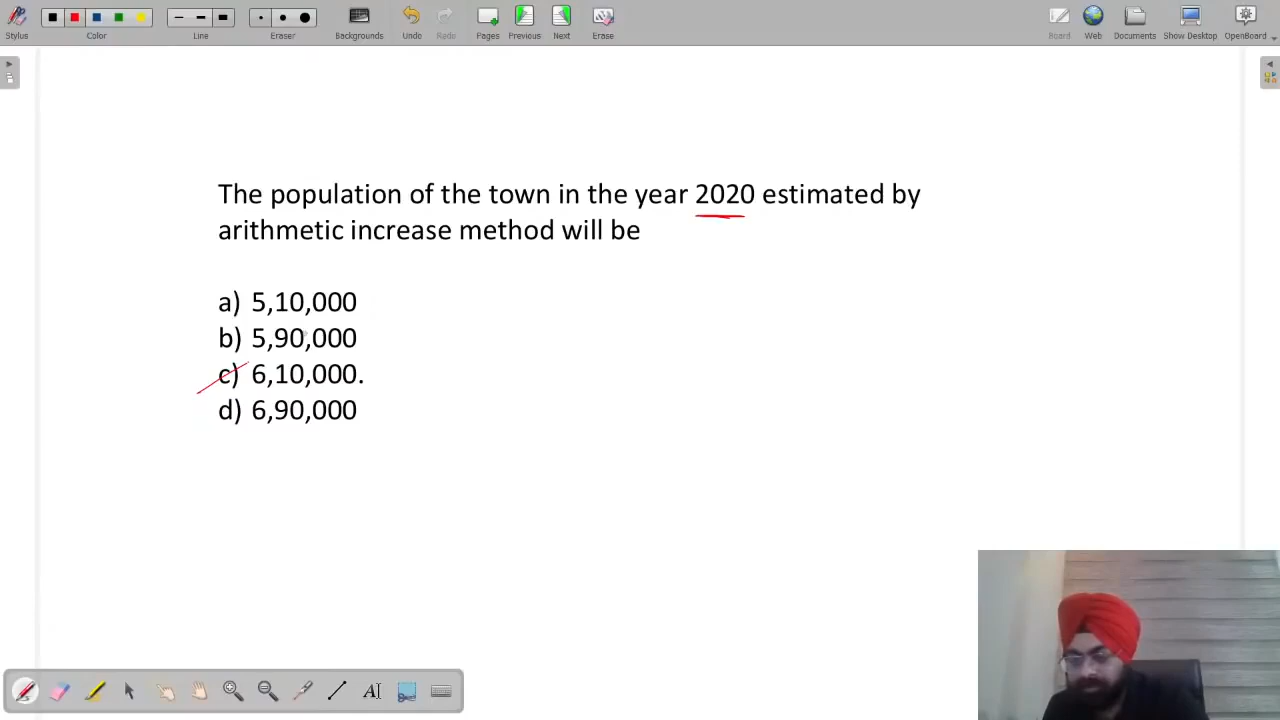 Stylus
Color
Line
Eraser
Backgrounds
Undo
Redo
Pages
Previous
Next
Erase
Board
Web
Documents
Show Desktop
OpenBoard
The population of the town in the year 2020 estimated by
arithmetic increase method will be
a) 5,10,000
b) 5,90,000
c) 6,10,000.
d) 6,90,000